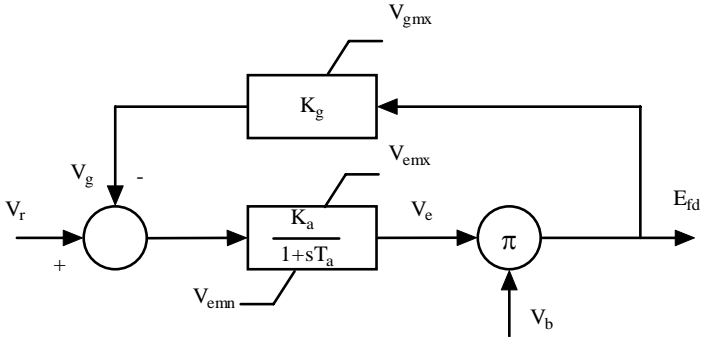 V_gmx
K_g
V_g
-
V_emx
V_r
K_a
V_e
E_fd
π
1+sT_a
+
V_emn
V_b